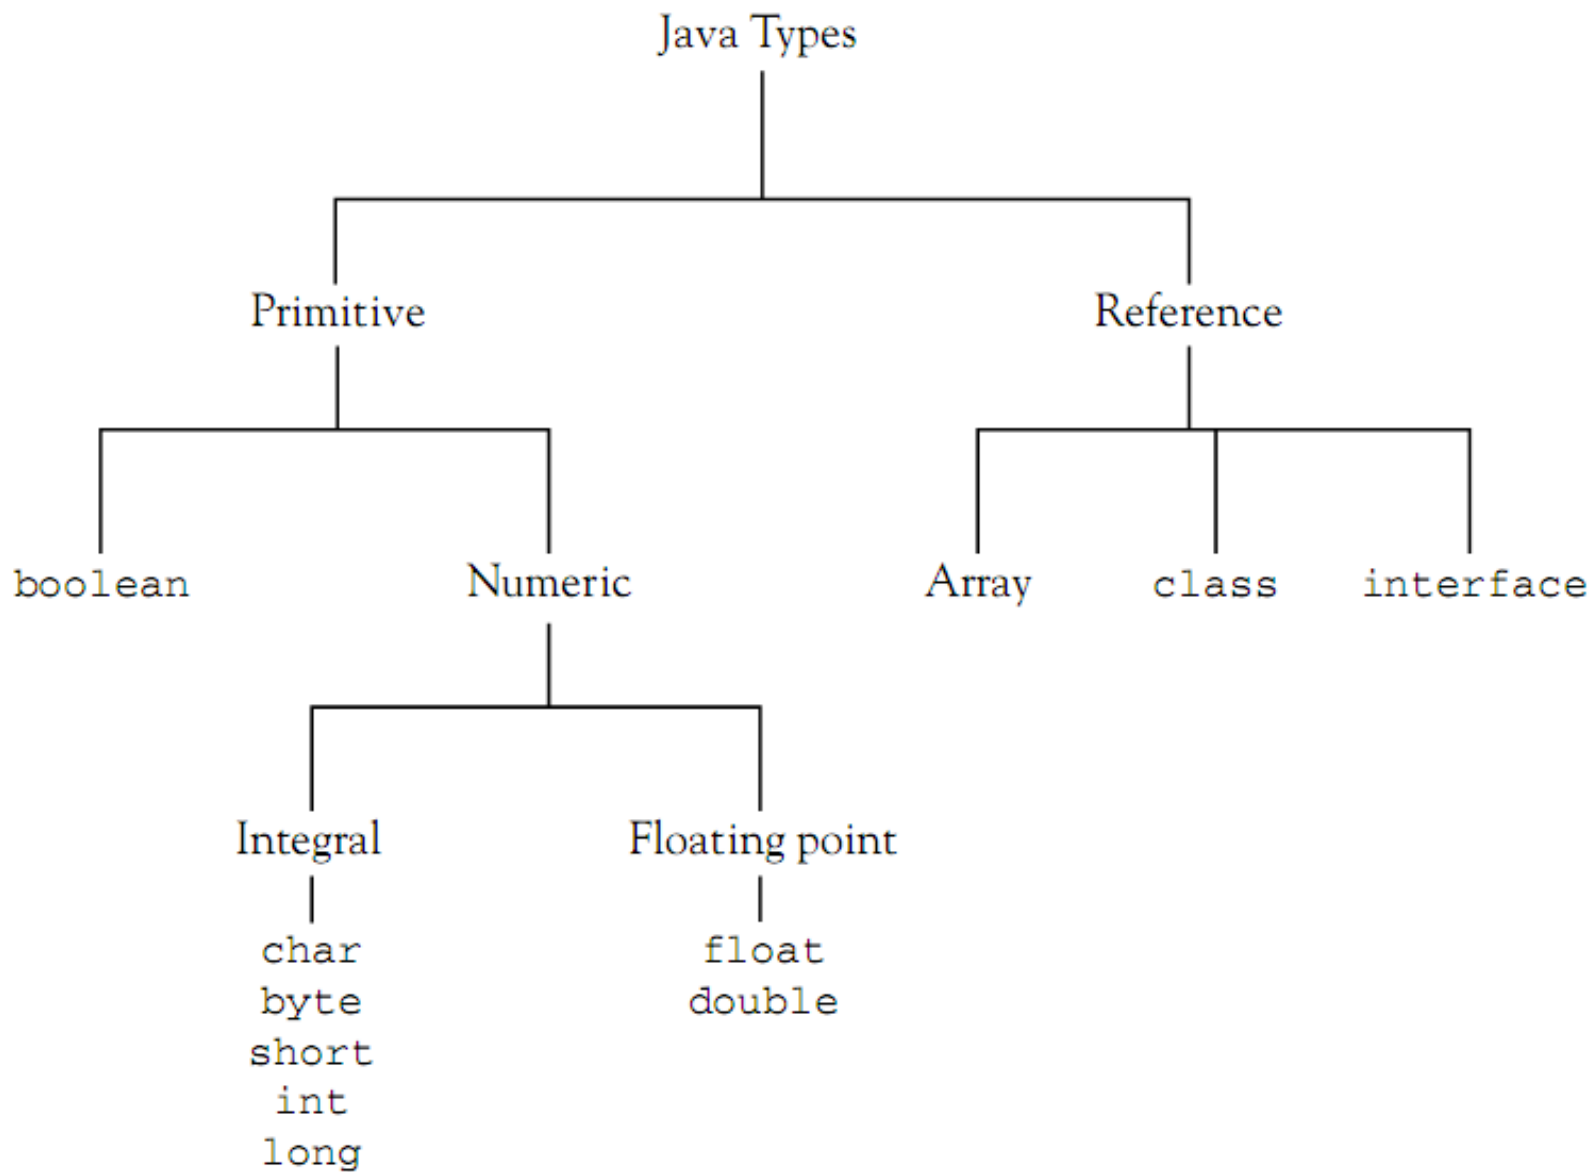 Java Types
Primitive
Reference
boolean
Numeric
Array
class
interface
Integral
Floating point
char
byte
short
int
long
float
double